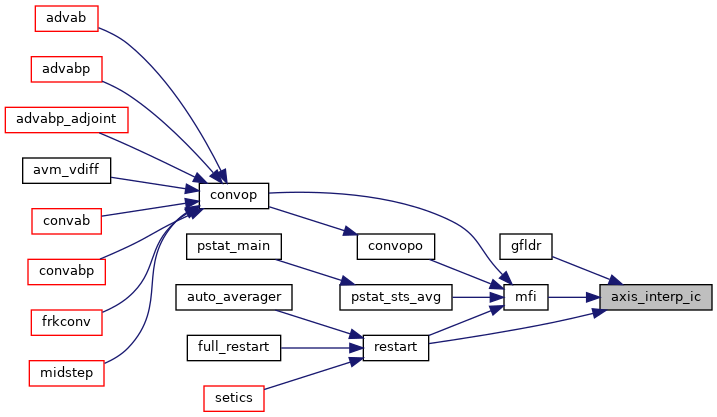 advab
advabp
advabp_adjoint
avm_vdiff
convab
convabp
frkconv
midstep
convop
pstat_main
auto_averager
full_restart
setics
convopo
pstat_sts_avg
restart
gfldr
mfi
axis_interp_ic